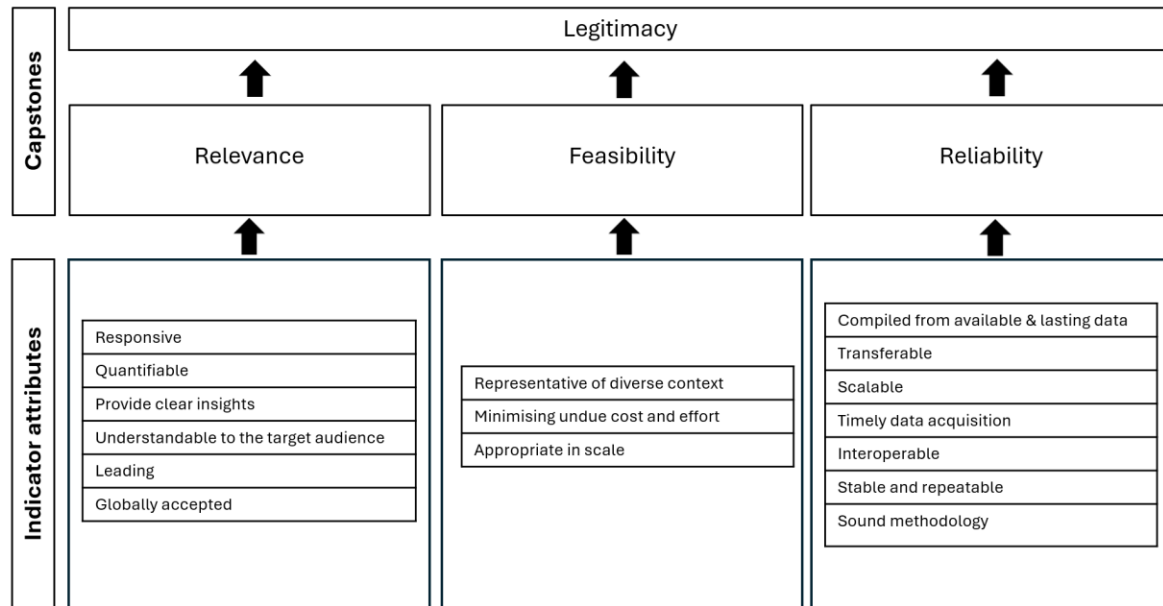 Capstones
Legitimacy
Relevance
Feasibility
Reliability
Indicator attributes
Responsive
Quantifiable
Provide clear insights
Understandable to the target audience
Leading
Globally accepted
Representative of diverse context
Minimising undue cost and effort
Appropriate in scale
Compiled from available & lasting data
Transferable
Scalable
Timely data acquisition
Interoperable
Stable and repeatable
Sound methodology